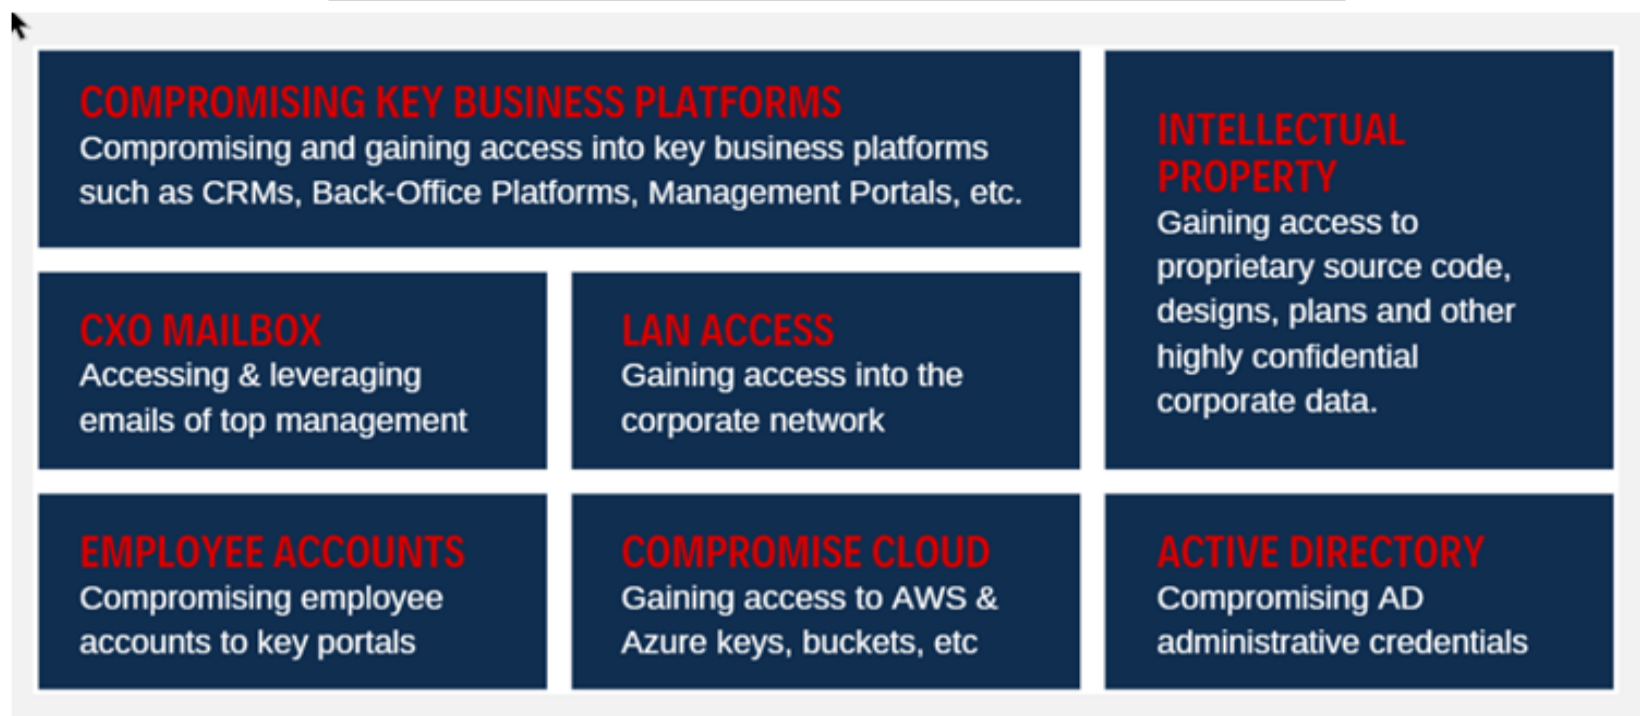 COMPROMISING KEY BUSINESS PLATFORMS
Compromising and gaining access into key business platforms
such as CRMs, Back-Office Platforms, Management Portals, etc.
INTELLECTUAL
PROPERTY
Gaining access to
proprietary source code,
designs, plans and other
highly confidential
corporate data.
CXO MAILBOX
Accessing & leveraging
emails of top management
LAN ACCESS
Gaining access into the
corporate network
EMPLOYEE ACCOUNTS
Compromising employee
accounts to key portals
COMPROMISE CLOUD
Gaining access to AWS &
Azure keys, buckets, etc
ACTIVE DIRECTORY
Compromising AD
administrative credentials